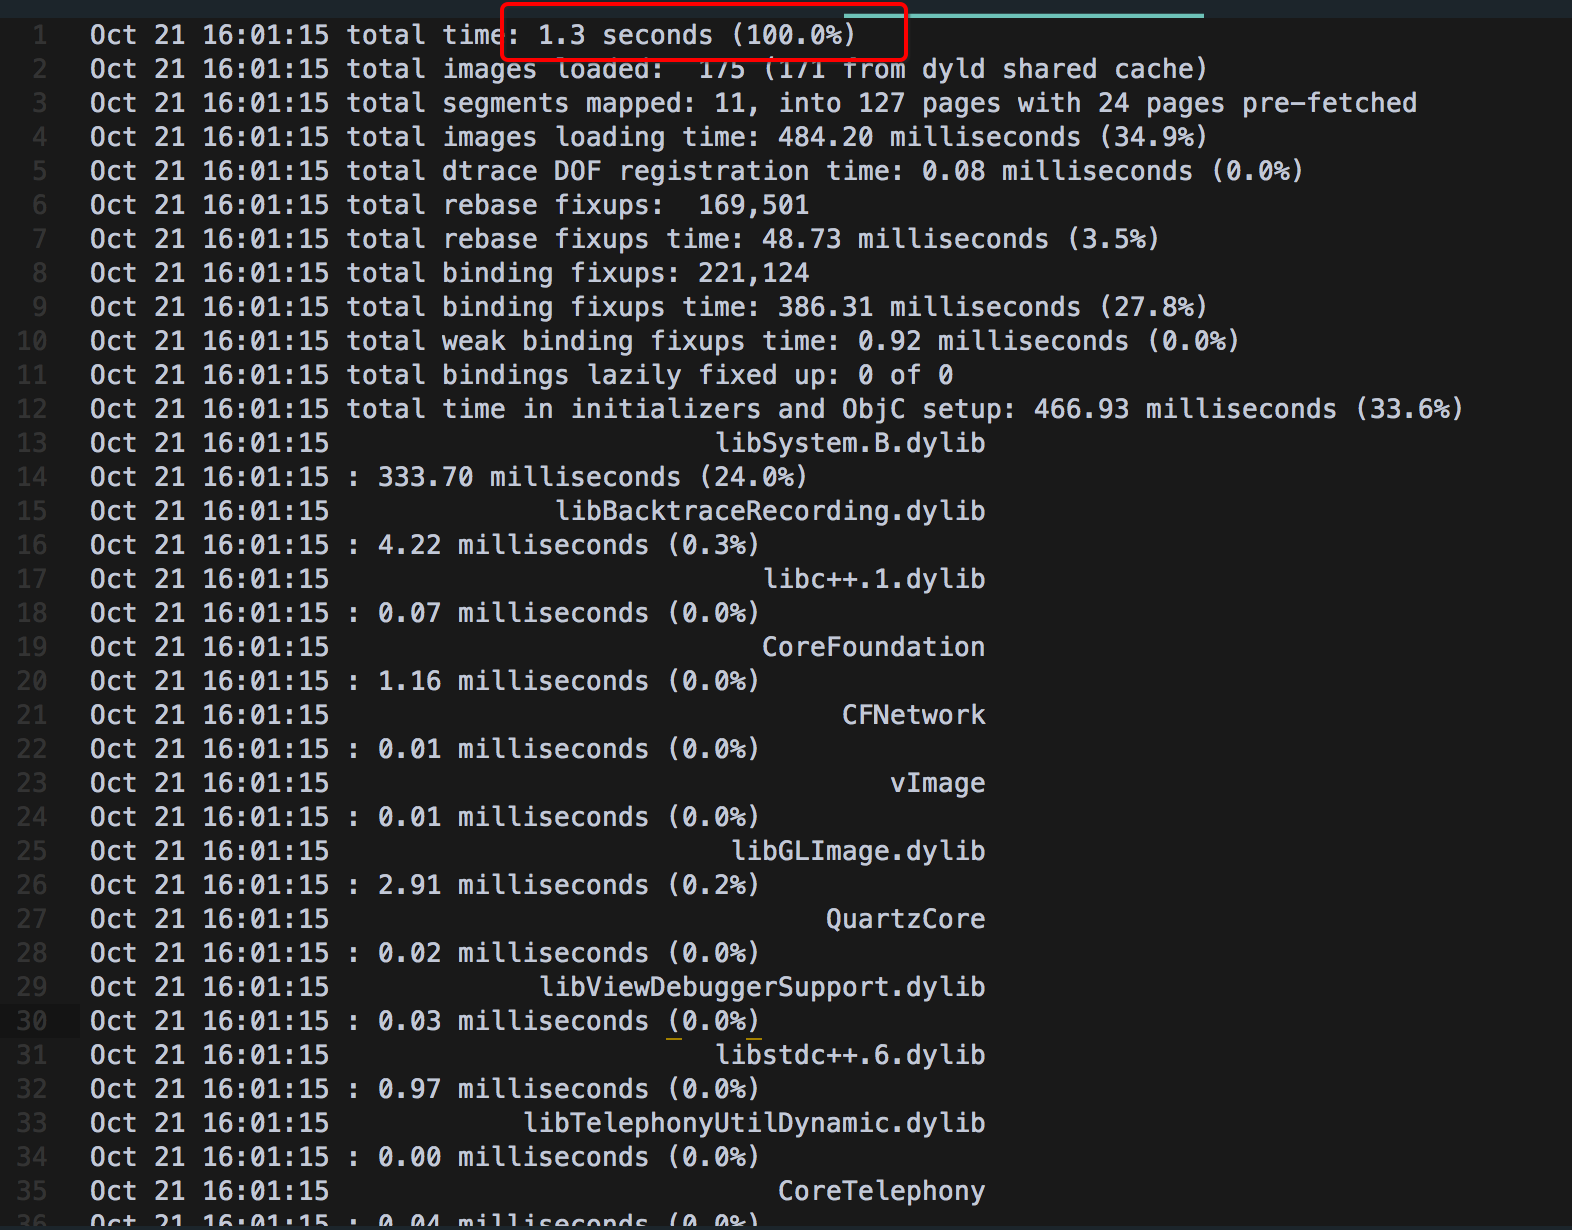 1 Oct 21 16:01:15 total time: 1.3 seconds (100.0%)
2 Oct 21 16:01:15 total images loaded:  175 (171 from dyld shared cache)
3 Oct 21 16:01:15 total segments mapped: 11, into 127 pages with 24 pages pre-fetched
4 Oct 21 16:01:15 total images loading time: 484.20 milliseconds (34.9%)
5 Oct 21 16:01:15 total dtrace DOF registration time: 0.08 milliseconds (0.0%)
6 Oct 21 16:01:15 total rebase fixups:  169,501
7 Oct 21 16:01:15 total rebase fixups time: 48.73 milliseconds (3.5%)
8 Oct 21 16:01:15 total binding fixups: 221,124
9 Oct 21 16:01:15 total binding fixups time: 386.31 milliseconds (27.8%)
10 Oct 21 16:01:15 total weak binding fixups time: 0.92 milliseconds (0.0%)
11 Oct 21 16:01:15 total bindings lazily fixed up: 0 of 0
12 Oct 21 16:01:15 total time in initializers and ObjC setup: 466.93 milliseconds (33.6%)
13 Oct 21 16:01:15 libSystem.B.dylib
14 Oct 21 16:01:15 : 333.70 milliseconds (24.0%)
15 Oct 21 16:01:15 libBacktraceRecording.dylib
16 Oct 21 16:01:15 : 4.22 milliseconds (0.3%)
17 Oct 21 16:01:15 libc++.1.dylib
18 Oct 21 16:01:15 : 0.07 milliseconds (0.0%)
19 Oct 21 16:01:15 CoreFoundation
20 Oct 21 16:01:15 : 1.16 milliseconds (0.0%)
21 Oct 21 16:01:15 CFNetwork
22 Oct 21 16:01:15 : 0.01 milliseconds (0.0%)
23 Oct 21 16:01:15 vImage
24 Oct 21 16:01:15 : 0.01 milliseconds (0.0%)
25 Oct 21 16:01:15 libGLImage.dylib
26 Oct 21 16:01:15 : 2.91 milliseconds (0.2%)
27 Oct 21 16:01:15 QuartzCore
28 Oct 21 16:01:15 : 0.02 milliseconds (0.0%)
29 Oct 21 16:01:15 libViewDebuggerSupport.dylib
30 Oct 21 16:01:15 : 0.03 milliseconds (0.0%)
31 Oct 21 16:01:15 libstdc++.6.dylib
32 Oct 21 16:01:15 : 0.97 milliseconds (0.0%)
33 Oct 21 16:01:15 libTelephonyUtilDynamic.dylib
34 Oct 21 16:01:15 : 0.00 milliseconds (0.0%)
35 Oct 21 16:01:15 CoreTelephony
36 Oct 21 16:01:15 : 0.04 milliseconds (0.0%)